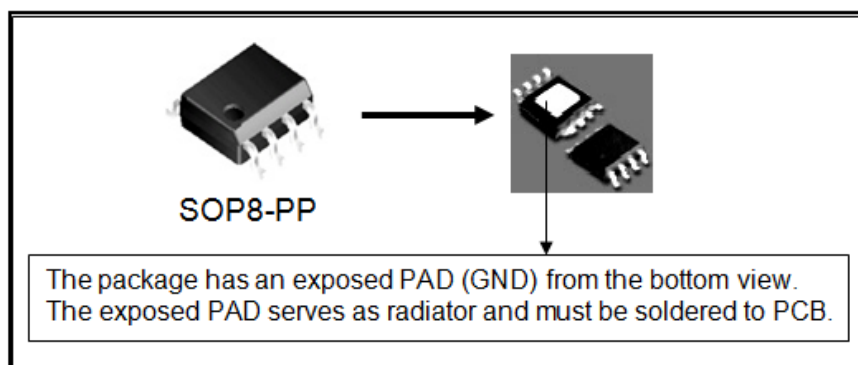 SOP8-PP
The package has an exposed PAD (GND) from the bottom view.
The exposed PAD serves as radiator and must be soldered to PCB.